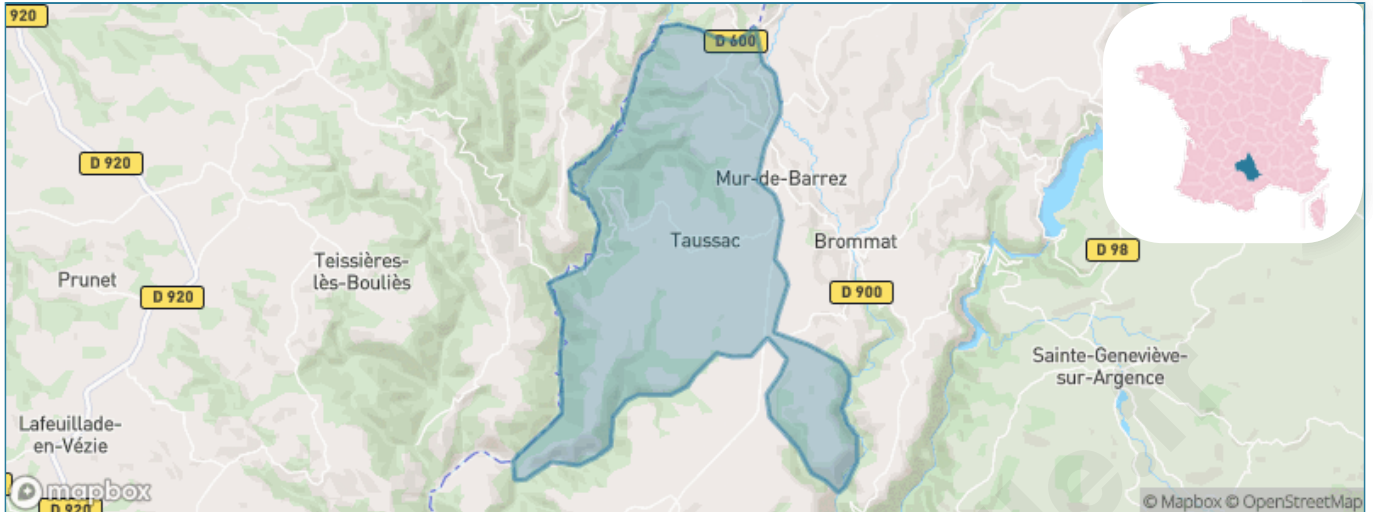 920
D 600
D 920
Mur-de-Barrez
Taussac
Brommat
D 98
Teissières-
lès-Bouliès
Prunet
D 920
D 900
Sainte-Geneviève-
sur-Argence
Lafeuillade-
en-Vézie
mapbox
D 920
© Mapbox © OpenStreetMap